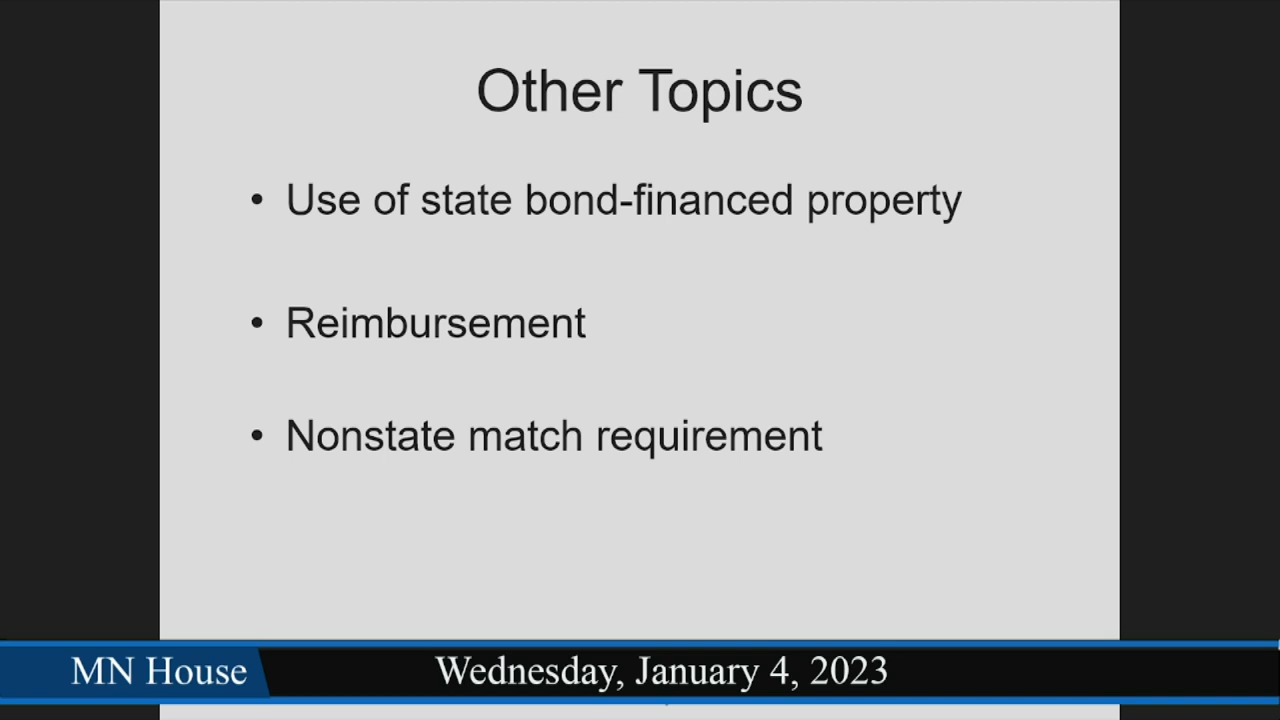 Other Topics
• Use of state bond-financed property
• Reimbursement
• Nonstate match requirement
MN House
Wednesday, January 4, 2023